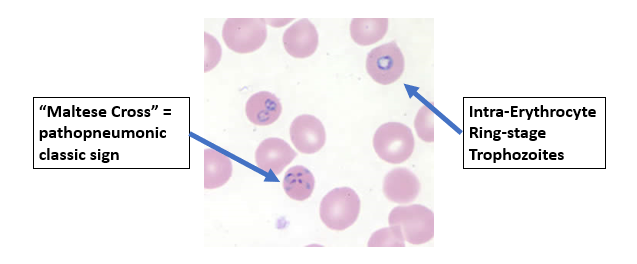 “Maltese Cross” =
pathopneumonic
classic sign
Intra-Erythrocyte
Ring-stage
Trophozoites